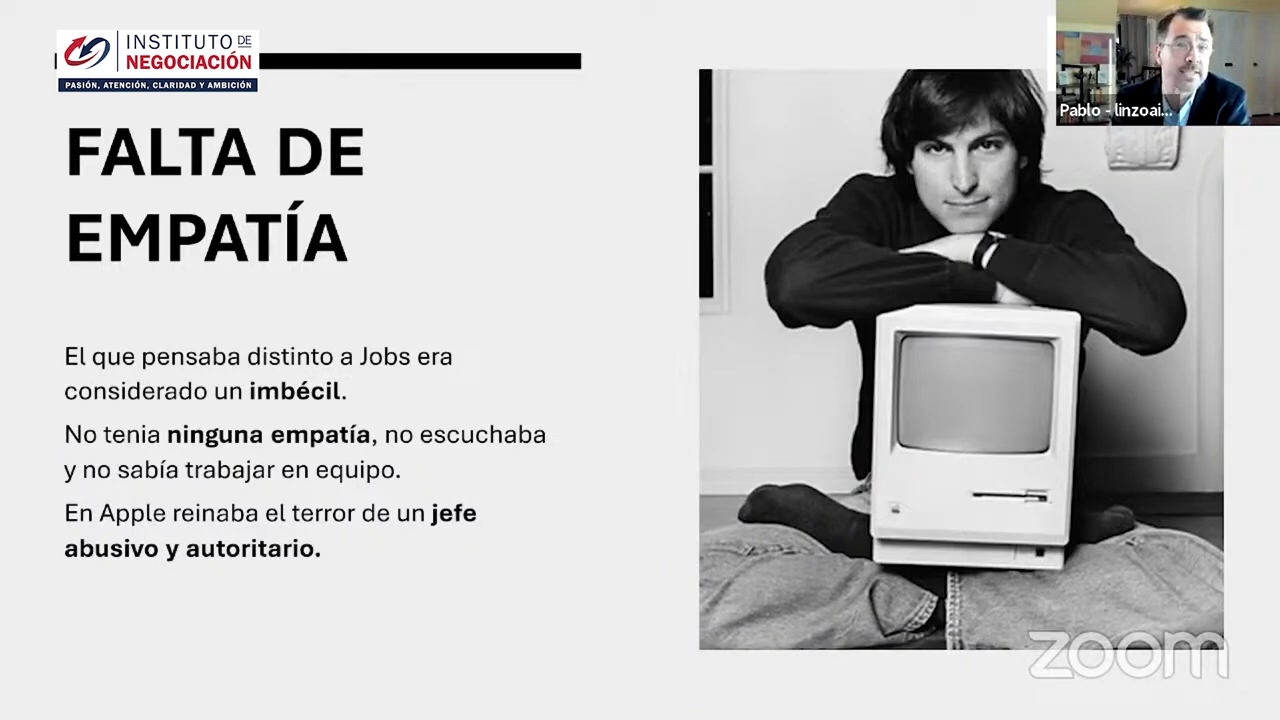 INSTITUTO DE
NEGOCIACIÓN
PASIÓN, ATENCIÓN, CLARIDAD Y AMBICIÓN
Pablo - linzoai...
FALTA DE
EMPATÍA
El que pensaba distinto a Jobs era
considerado un imbécil.
No tenia ninguna empatía, no escuchaba
y no sabía trabajar en equipo.
En Apple reinaba el terror de un jefe
abusivo y autoritario.
zoom